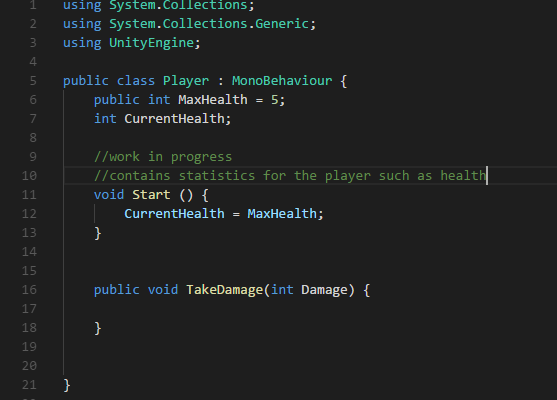 1 using System.Collections;
2 using System.Collections.Generic;
3 using UnityEngine;
4
5 public class Player : MonoBehaviour {
6 public int MaxHealth = 5;
7 int CurrentHealth;
8
9 //work in progress
10 //contains statistics for the player such as health
11 void Start () {
12 CurrentHealth = MaxHealth;
13 }
14
15
16 public void TakeDamage(int Damage) {
17
18 }
19
20
21 }